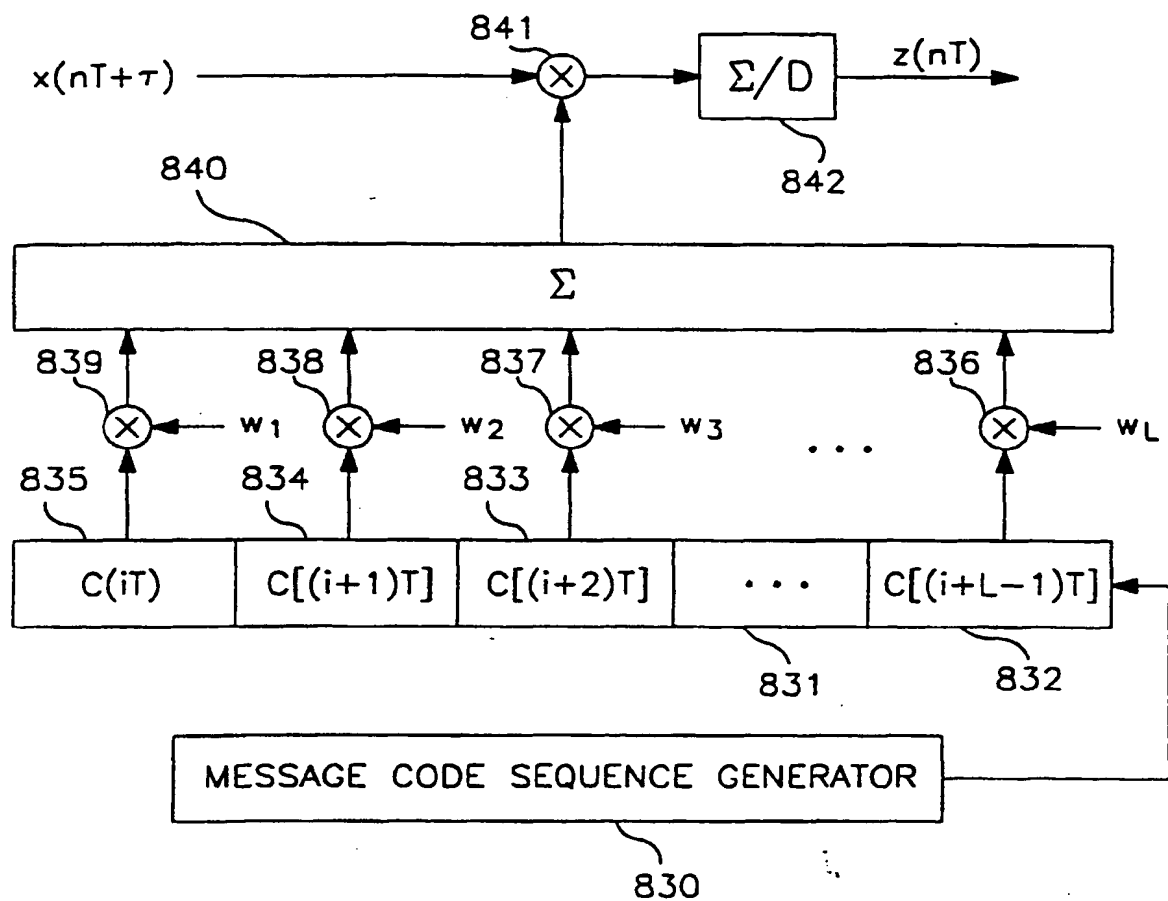 841
x(nT+τ)
Σ/D
z(nT)
842
840
Σ
839
838
837
836
w1
w2
w3
...
wL
835
834
833
C(iT)
C[(i+1)T]
C[(i+2)T]
...
C[(i+L-1)T]
831
832
MESSAGE CODE SEQUENCE GENERATOR
830